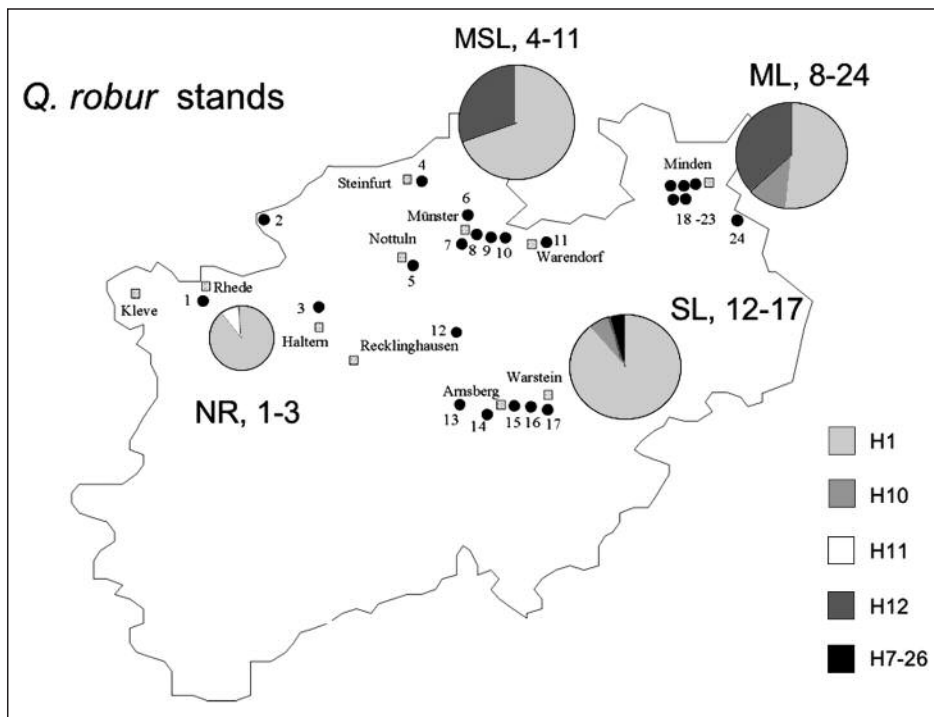 MSL, 4-11
ML, 8-24
Q. robur stands
4
Steinfurt
Minden
2
6
Münster
18 -23
24
7
8
9
10
11
Warendorf
Nottuln
5
Rhede
Kleve
1
3
Haltern
12
Recklinghausen
SL, 12-17
Arnsberg
Warstein
13
14
15
16
17
NR, 1-3
H1
H10
H11
H12
H7-26